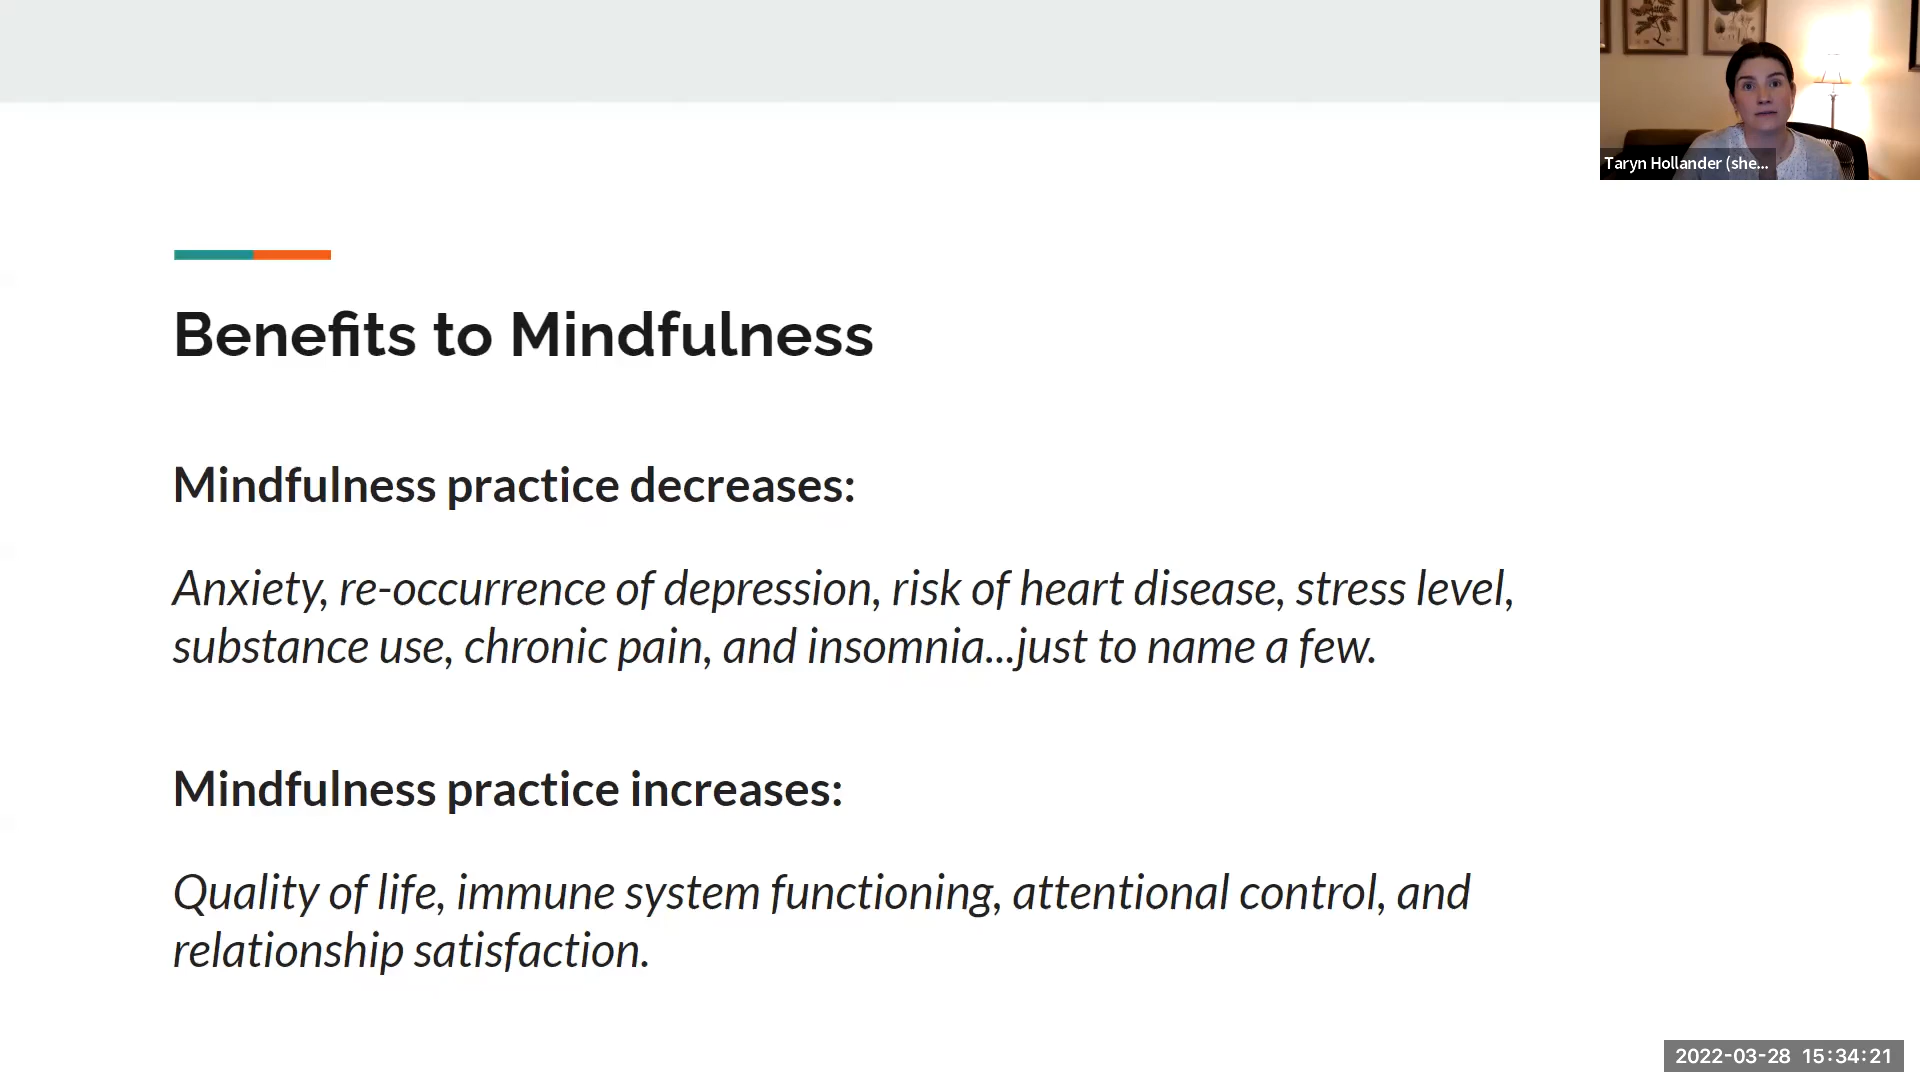 Taryn Hollander (she...
Benefits to Mindfulness
Mindfulness practice decreases:
Anxiety, re-occurrence of depression, risk of heart disease, stress level,
substance use, chronic pain, and insomnia...just to name a few.
Mindfulness practice increases:
Quality of life, immune system functioning, attentional control, and
relationship satisfaction.
2022-03-28 15:34:21